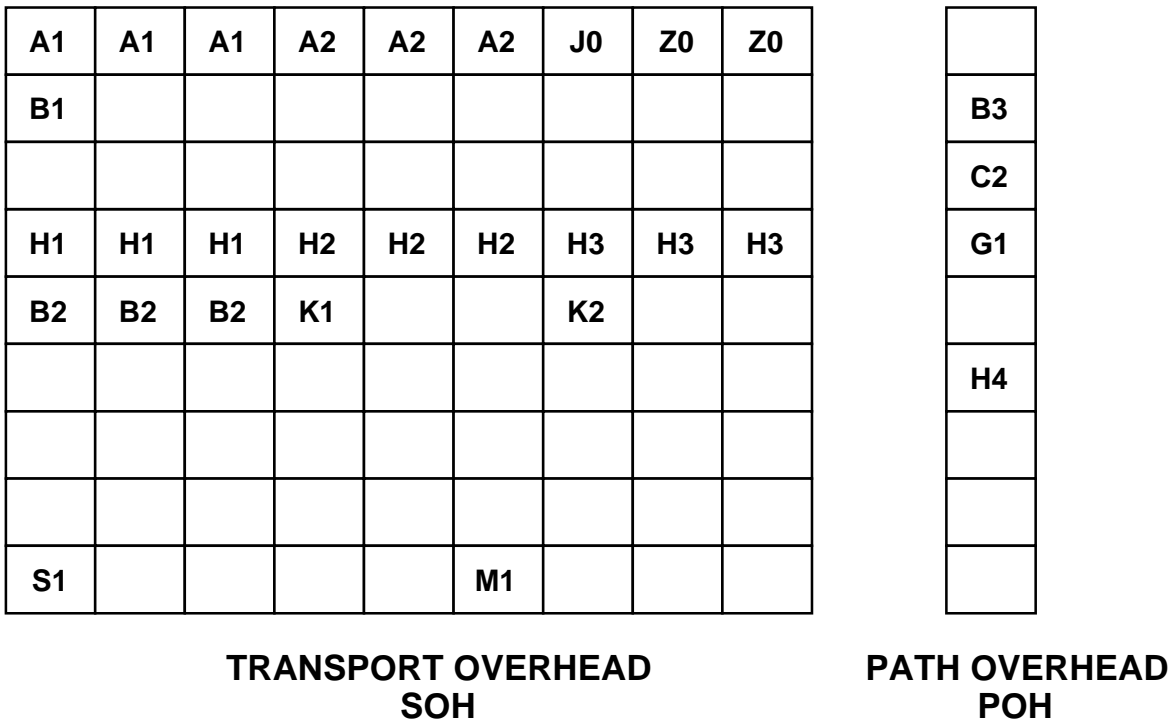 A1 A1 A1 A2 A2 A2 J0 Z0 Z0
B1 B3
C2
H1 H1 H1 H2 H2 H2 H3 H3 H3 G1
B2 B2 B2 K1 K2
H4
S1 M1
TRANSPORT OVERHEAD PATH OVERHEAD
SOH POH